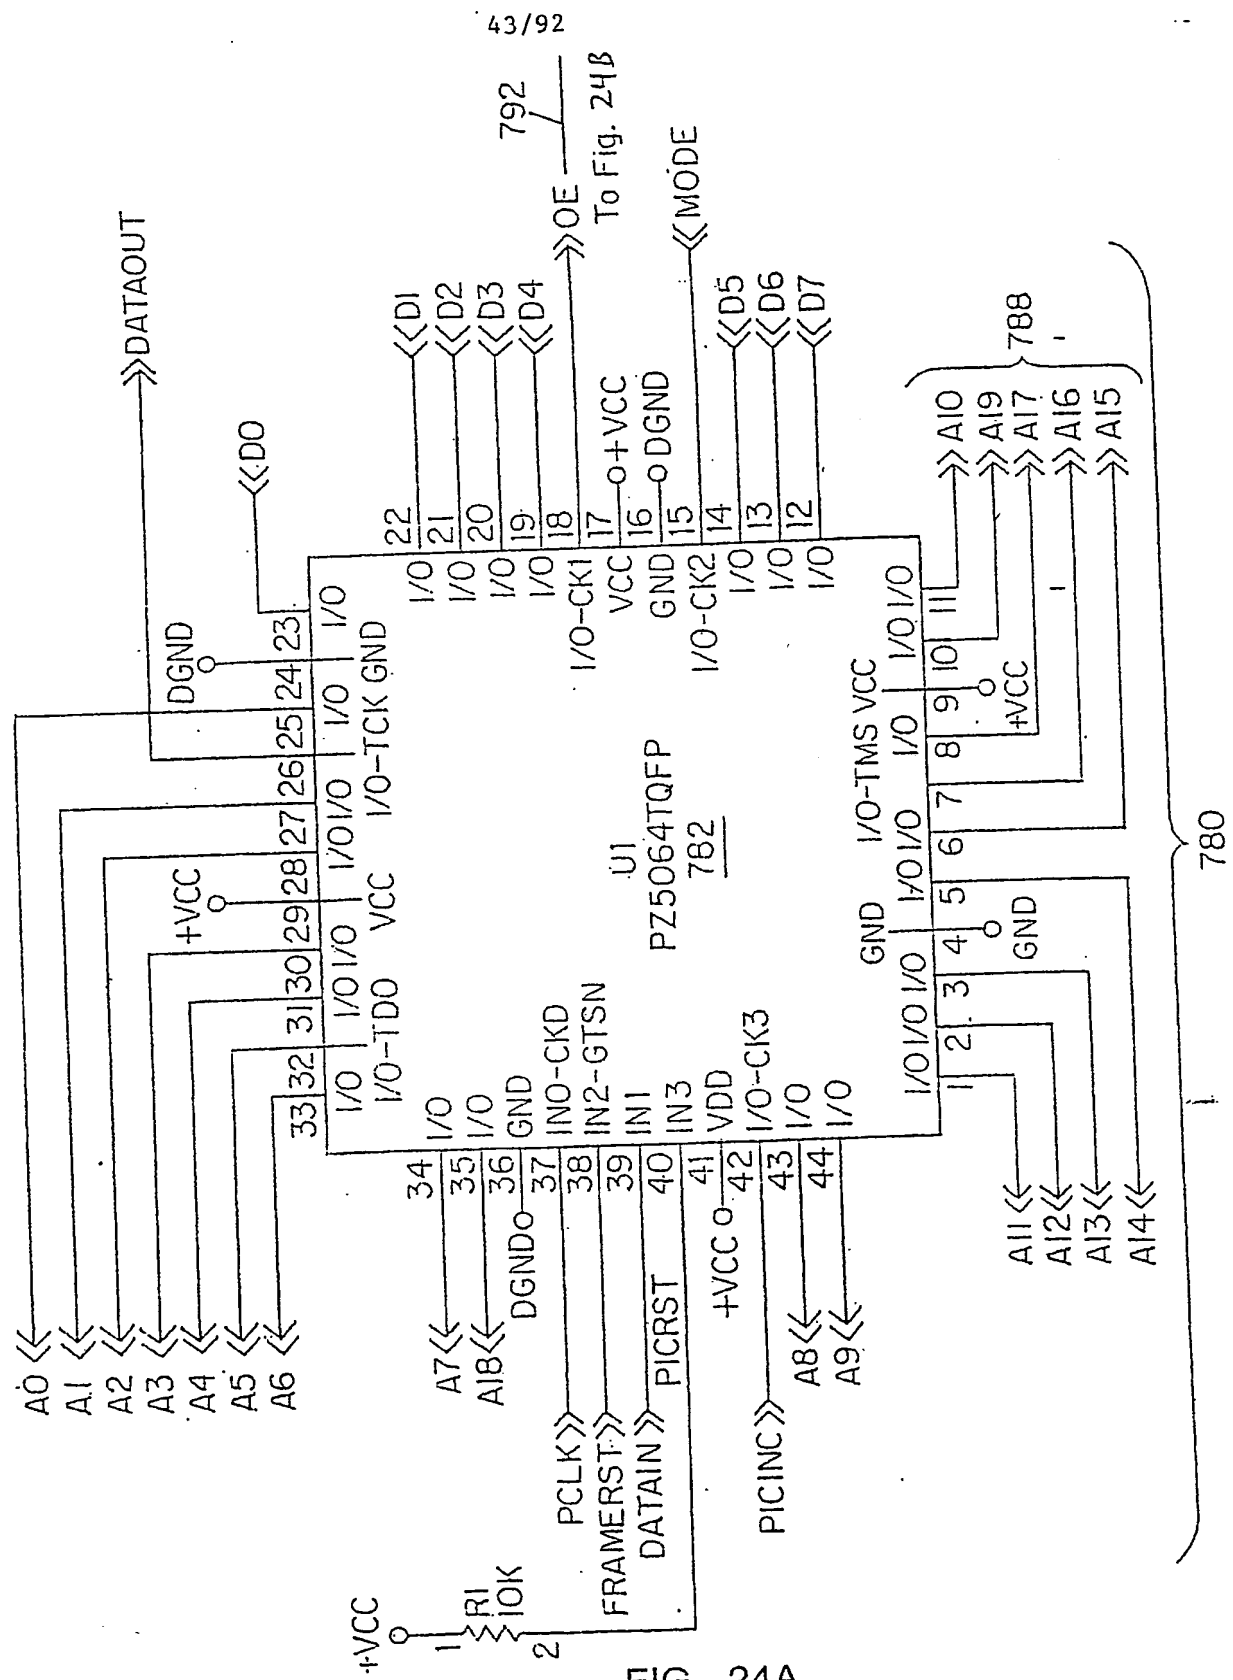 43/92
792
>>OE
To Fig. 24B
>>DATAOUT
<<MODE
<<D0
<<D1
<<D2
<<D3
<<D4
+VCC
DGND
<<D5
<<D6
<<D7
788
>>A10
>>A19
>>A17
>>A16
>>A15
22
21
20
19
18
17
16
15
14
13
12
I/O
I/O
I/O
I/O
I/O-CK1
VCC
GND
I/O-CK2
I/O
I/O
I/O
DGND
+VCC
23
24
25
26
27
28
29
30
31
32
33
I/O
GND
I/O
I/O-TCK
I/O
I/O
VCC
I/O
I/O
I/O-TDO
I/O
U1
PZ5064TQFP
782
11
10
9
8
7
6
5
4
3
2
1
I/O
I/O
VCC
I/O
I/O-TMS
I/O
I/O
GND
I/O
I/O
I/O
+VCC
GND
780
I/O
I/O
GND
IN0-CKD
IN2-GTSN
IN1
IN3
VDD
I/O-CK3
I/O
I/O
34
35
36
37
38
39
40
41
42
43
44
A0
A1
A2
A3
A4
A5
A6
A7<<
A18<<
DGND
PCLK>>
FRAMERST>>
DATAIN>>
PICRST
+VCC
PICINC>>
A8<<
A9<<
A11<<
A12<<
A13<<
A14<<
+VCC
1
R1
10K
2
FIG. 24A